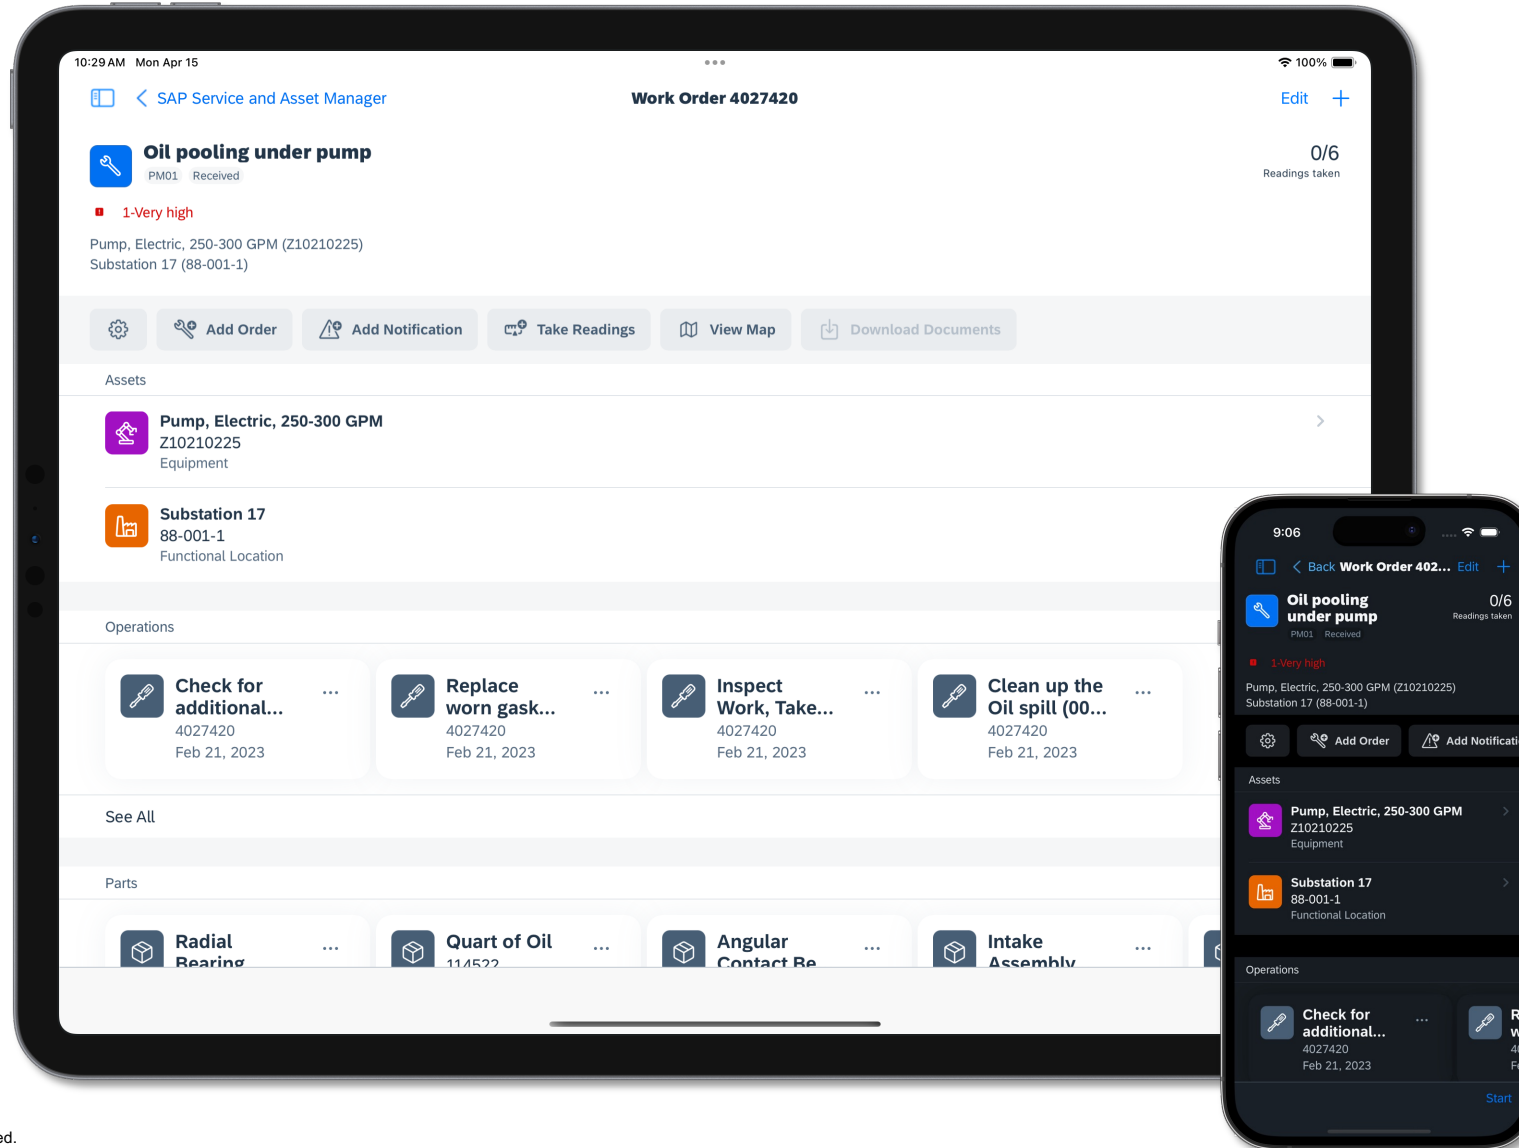 10:29 AM Mon Apr 15
100%
SAP Service and Asset Manager
Work Order 4027420
Edit
Oil pooling under pump
PM01 Received
0/6
Readings taken
1-Very high
Pump, Electric, 250-300 GPM (Z10210225)
Substation 17 (88-001-1)
Add Order
Add Notification
Take Readings
View Map
Download Documents
Assets
Pump, Electric, 250-300 GPM
Z10210225
Equipment
Substation 17
88-001-1
Functional Location
Operations
Check for
additional...
4027420
Feb 21, 2023
Replace
worn gask...
4027420
Feb 21, 2023
Inspect
Work, Take...
4027420
Feb 21, 2023
Clean up the
Oil spill (00...
4027420
Feb 21, 2023
See All
Parts
Radial
Bearing
Quart of Oil
114522
Angular
Contact Be
Intake
Assembly
9:06
Back Work Order 402... Edit
Oil pooling
under pump
PM01 Received
0/6
Readings taken
1-Very high
Pump, Electric, 250-300 GPM (Z10210225)
Substation 17 (88-001-1)
Add Order
Add Notificati
Assets
Pump, Electric, 250-300 GPM
Z10210225
Equipment
Substation 17
88-001-1
Functional Location
Operations
Check for
additional...
4027420
Feb 21, 2023
Start
ed.